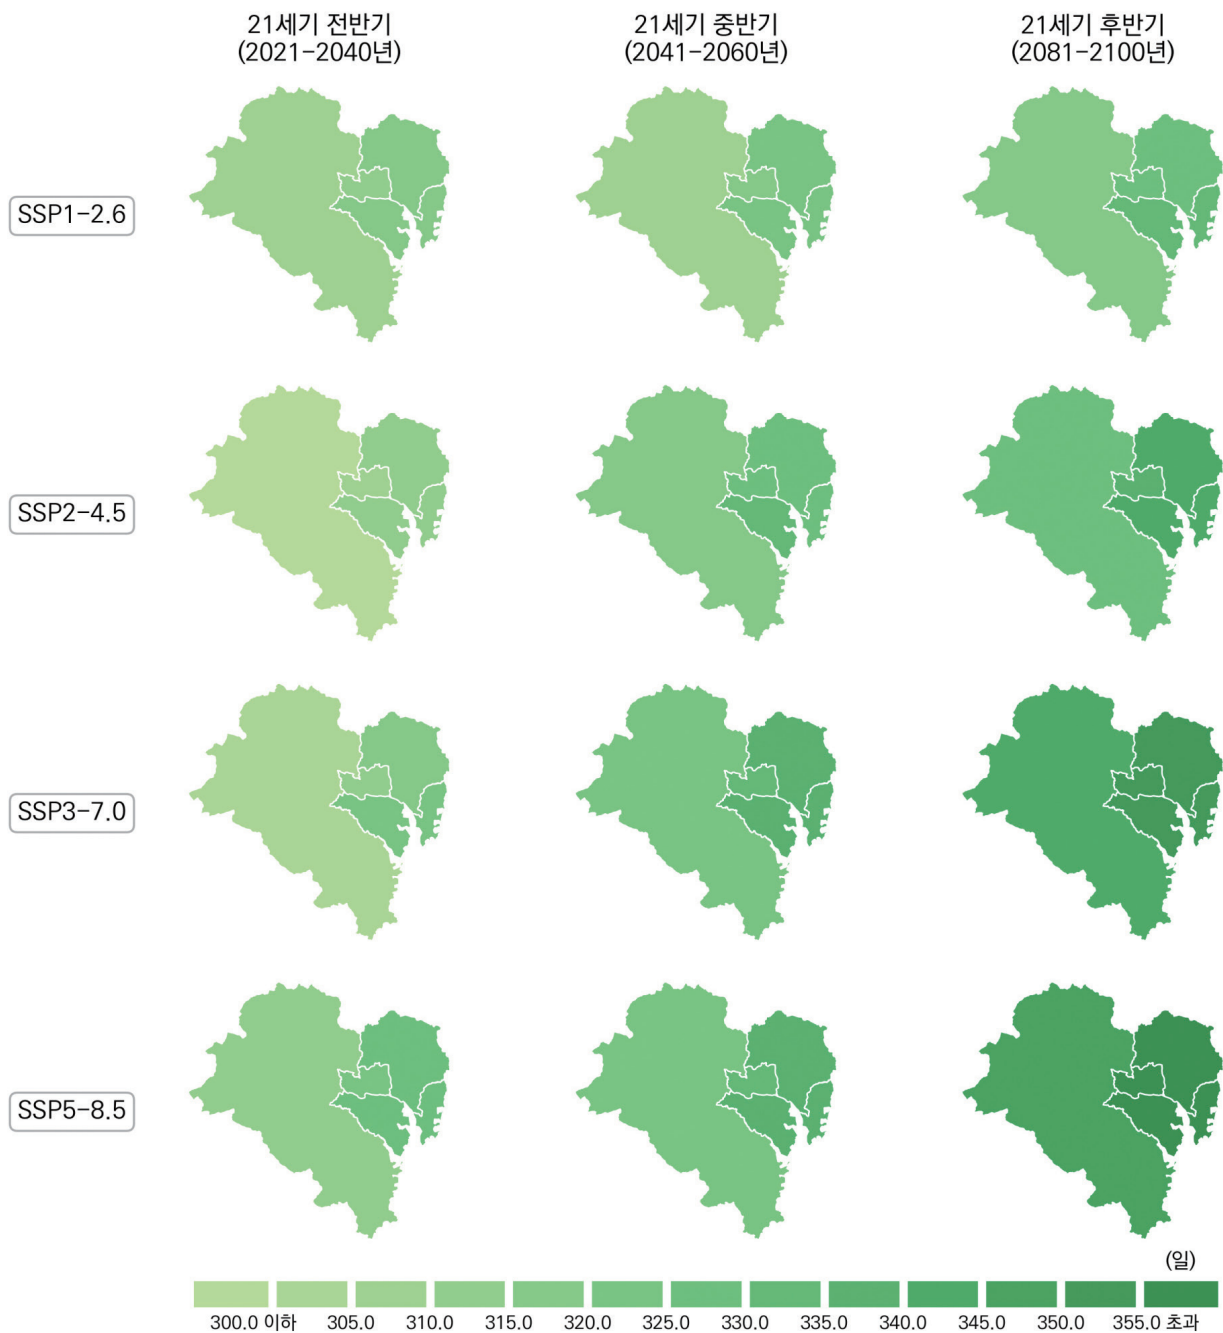 21세기 전반기
(2021-2040년)
21세기 중반기
(2041-2060년)
21세기 후반기
(2081-2100년)
SSP1-2.6
SSP2-4.5
SSP3-7.0
SSP5-8.5
(일)
300.0 이하 305.0 310.0 315.0 320.0 325.0 330.0 335.0 340.0 345.0 350.0 355.0 초과